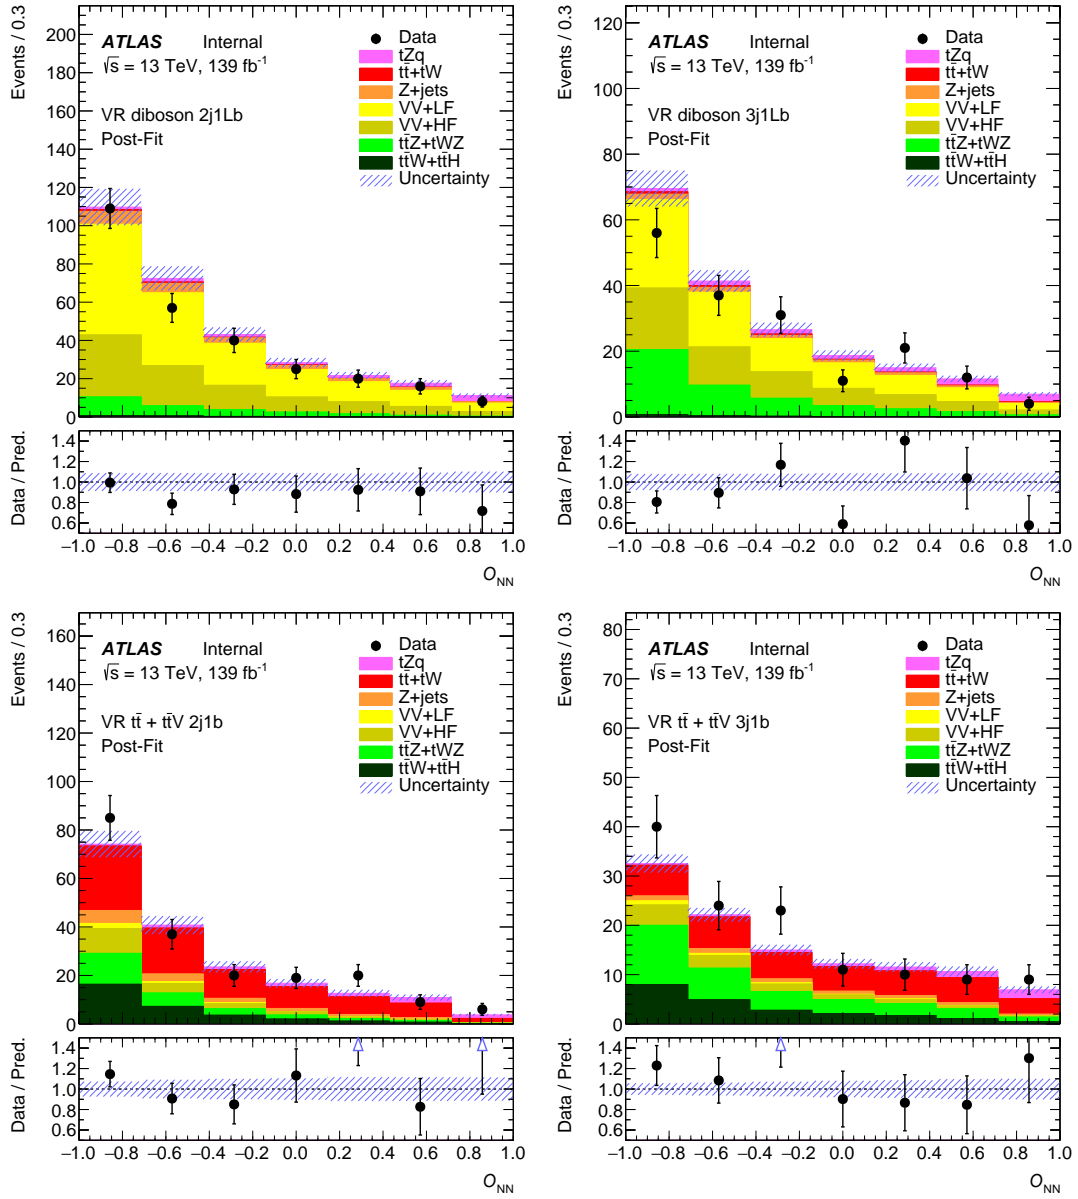 Events / 0.3
200
180
160
140
120
100
80
60
40
20
0
ATLAS Internal
√s = 13 TeV, 139 fb⁻¹
VR diboson 2j1Lb
Post-Fit
Data
tZq
tt̄+tW
Z+jets
VV+LF
VV+HF
tt̄Z+tWZ
tt̄W+tt̄H
Uncertainty
Data / Pred.
1.4
1.2
1.0
0.8
0.6
−1.0 −0.8 −0.6 −0.4 −0.2 0.0 0.2 0.4 0.6 0.8 1.0
O_NN
Events / 0.3
120
100
80
60
40
20
0
ATLAS Internal
√s = 13 TeV, 139 fb⁻¹
VR diboson 3j1Lb
Post-Fit
Data
tZq
tt̄+tW
Z+jets
VV+LF
VV+HF
tt̄Z+tWZ
tt̄W+tt̄H
Uncertainty
Data / Pred.
1.4
1.2
1.0
0.8
0.6
−1.0 −0.8 −0.6 −0.4 −0.2 0.0 0.2 0.4 0.6 0.8 1.0
O_NN
Events / 0.3
160
140
120
100
80
60
40
20
0
ATLAS Internal
√s = 13 TeV, 139 fb⁻¹
VR tt̄ + tt̄V 2j1b
Post-Fit
Data
tZq
tt̄+tW
Z+jets
VV+LF
VV+HF
tt̄Z+tWZ
tt̄W+tt̄H
Uncertainty
Data / Pred.
1.4
1.2
1.0
0.8
0.6
−1.0 −0.8 −0.6 −0.4 −0.2 0.0 0.2 0.4 0.6 0.8 1.0
O_NN
Events / 0.3
80
70
60
50
40
30
20
10
0
ATLAS Internal
√s = 13 TeV, 139 fb⁻¹
VR tt̄ + tt̄V 3j1b
Post-Fit
Data
tZq
tt̄+tW
Z+jets
VV+LF
VV+HF
tt̄Z+tWZ
tt̄W+tt̄H
Uncertainty
Data / Pred.
1.4
1.2
1.0
0.8
0.6
−1.0 −0.8 −0.6 −0.4 −0.2 0.0 0.2 0.4 0.6 0.8 1.0
O_NN